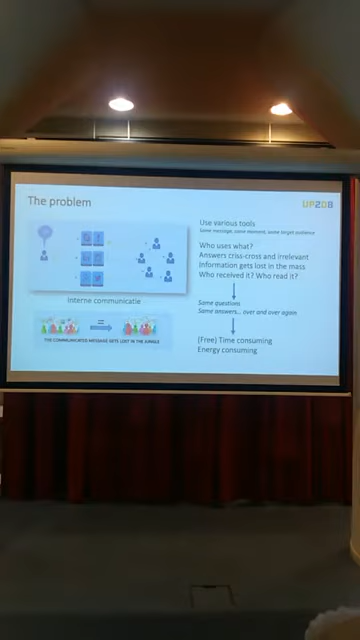 The problem
UP2DB
Use various tools
Same message, same moment, same target audience
Who uses what?
Answers criss-cross and irrelevant
Information gets lost in the mass
Who received it? Who read it?
Same questions
Same answers... over and over again
(Free) Time consuming
Energy consuming
Interne communicatie
THE COMMUNICATED MESSAGE GETS LOST IN THE JUNGLE